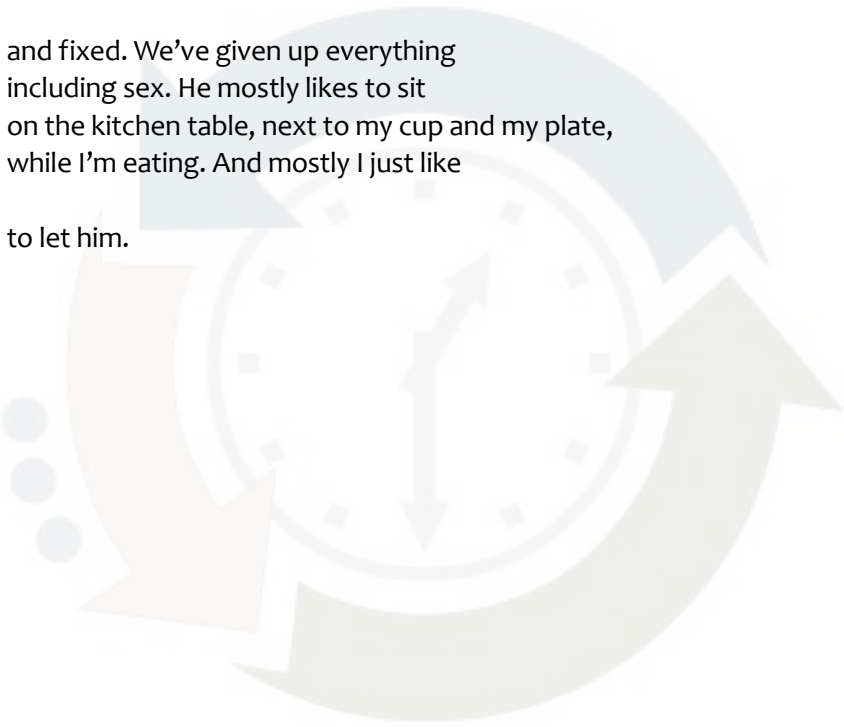 and fixed. We’ve given up everything
including sex. He mostly likes to sit
on the kitchen table, next to my cup and my plate,
while I’m eating. And mostly I just like
to let him.